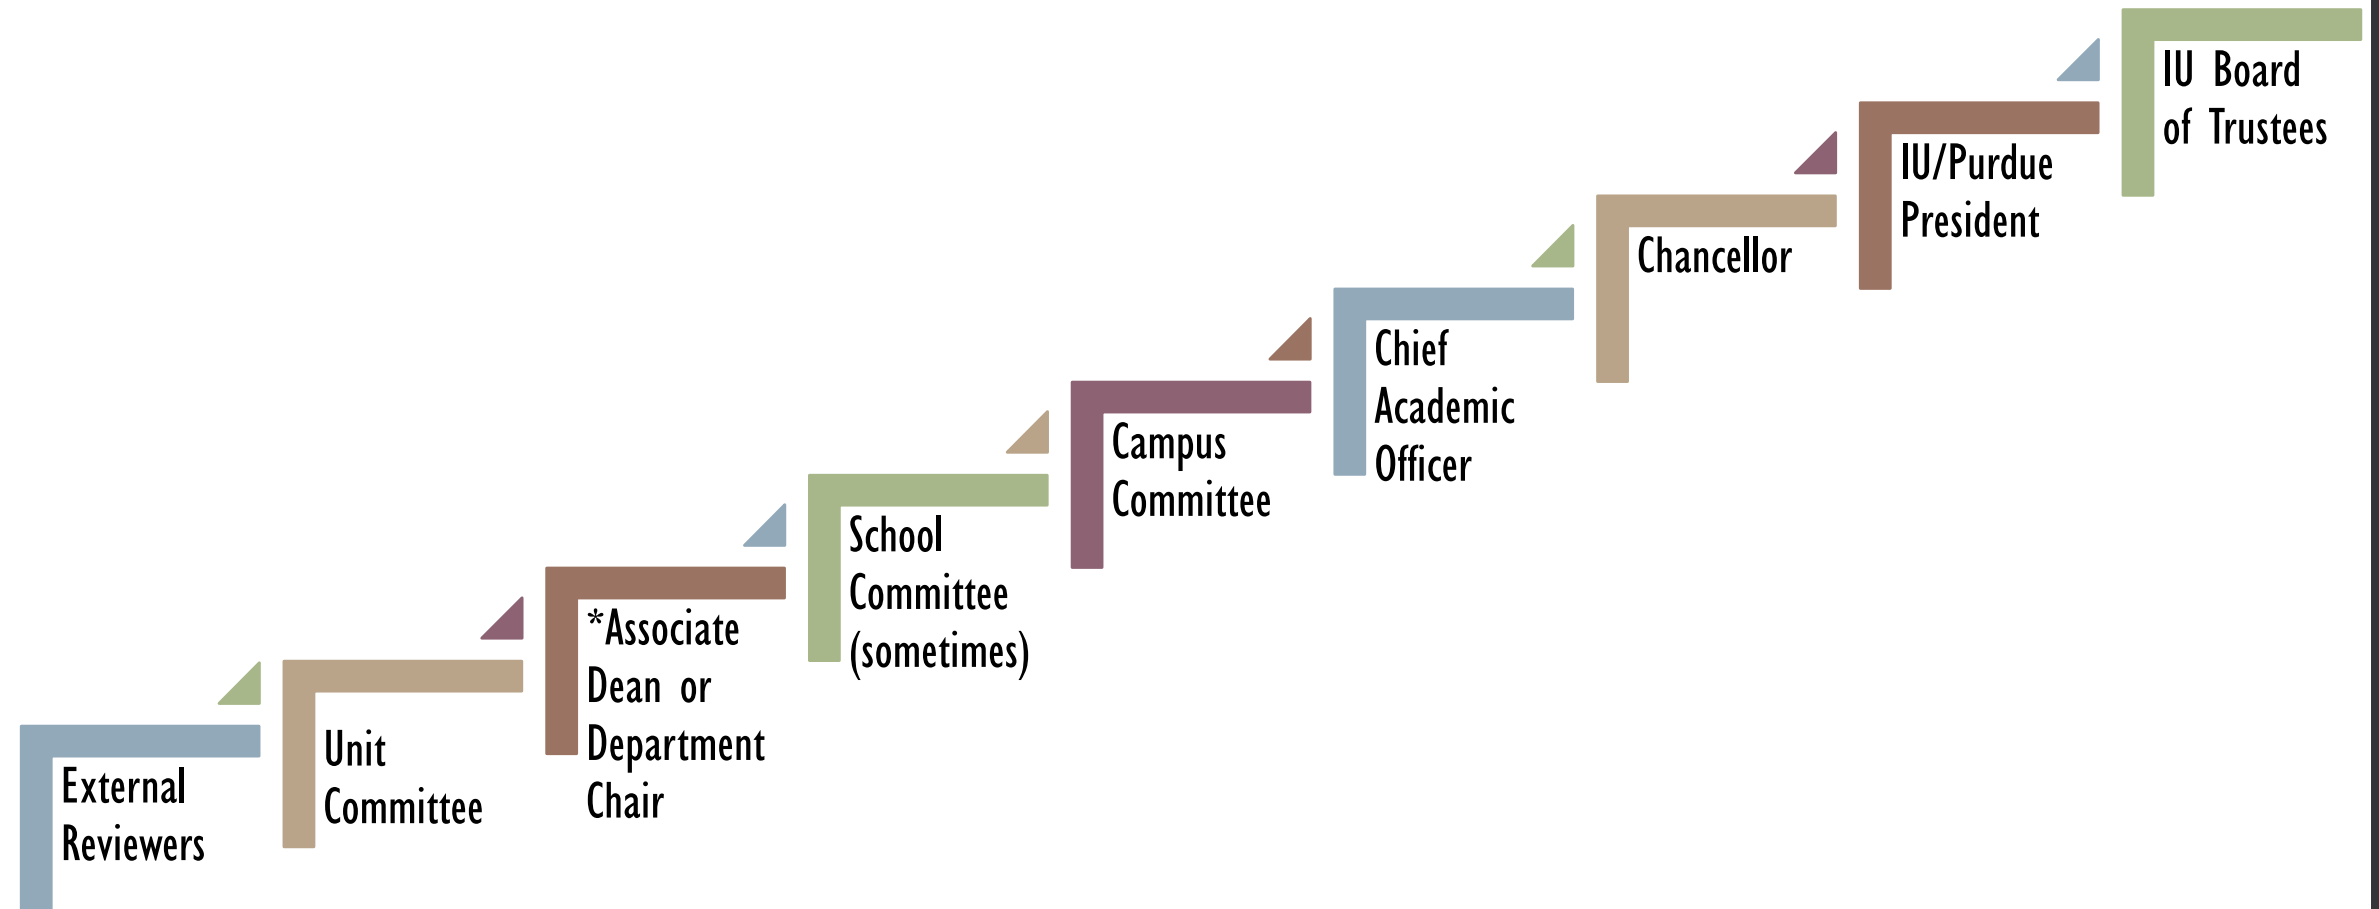 External
Reviewers
Unit
Committee
*Associate
Dean or
Department
Chair
School
Committee
(sometimes)
Campus
Committee
Chief
Academic
Officer
Chancellor
IU/Purdue
President
IU Board
of Trustees